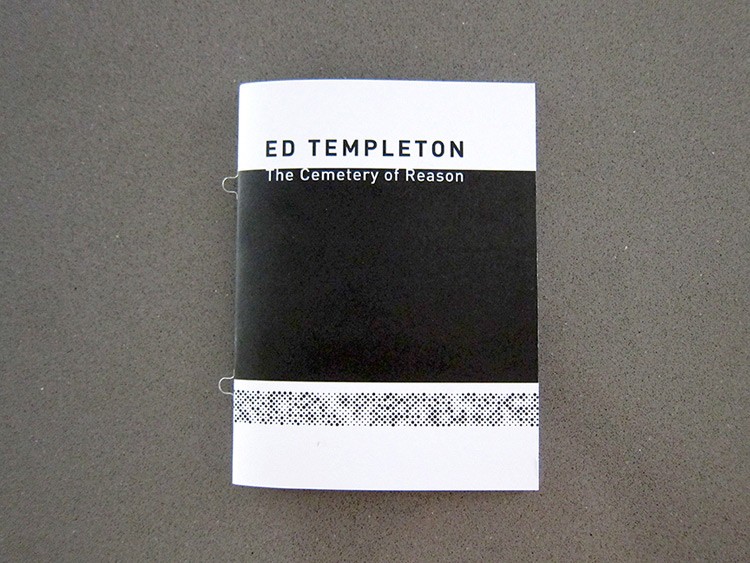 ED TEMPLETON
The Cemetery of Reason